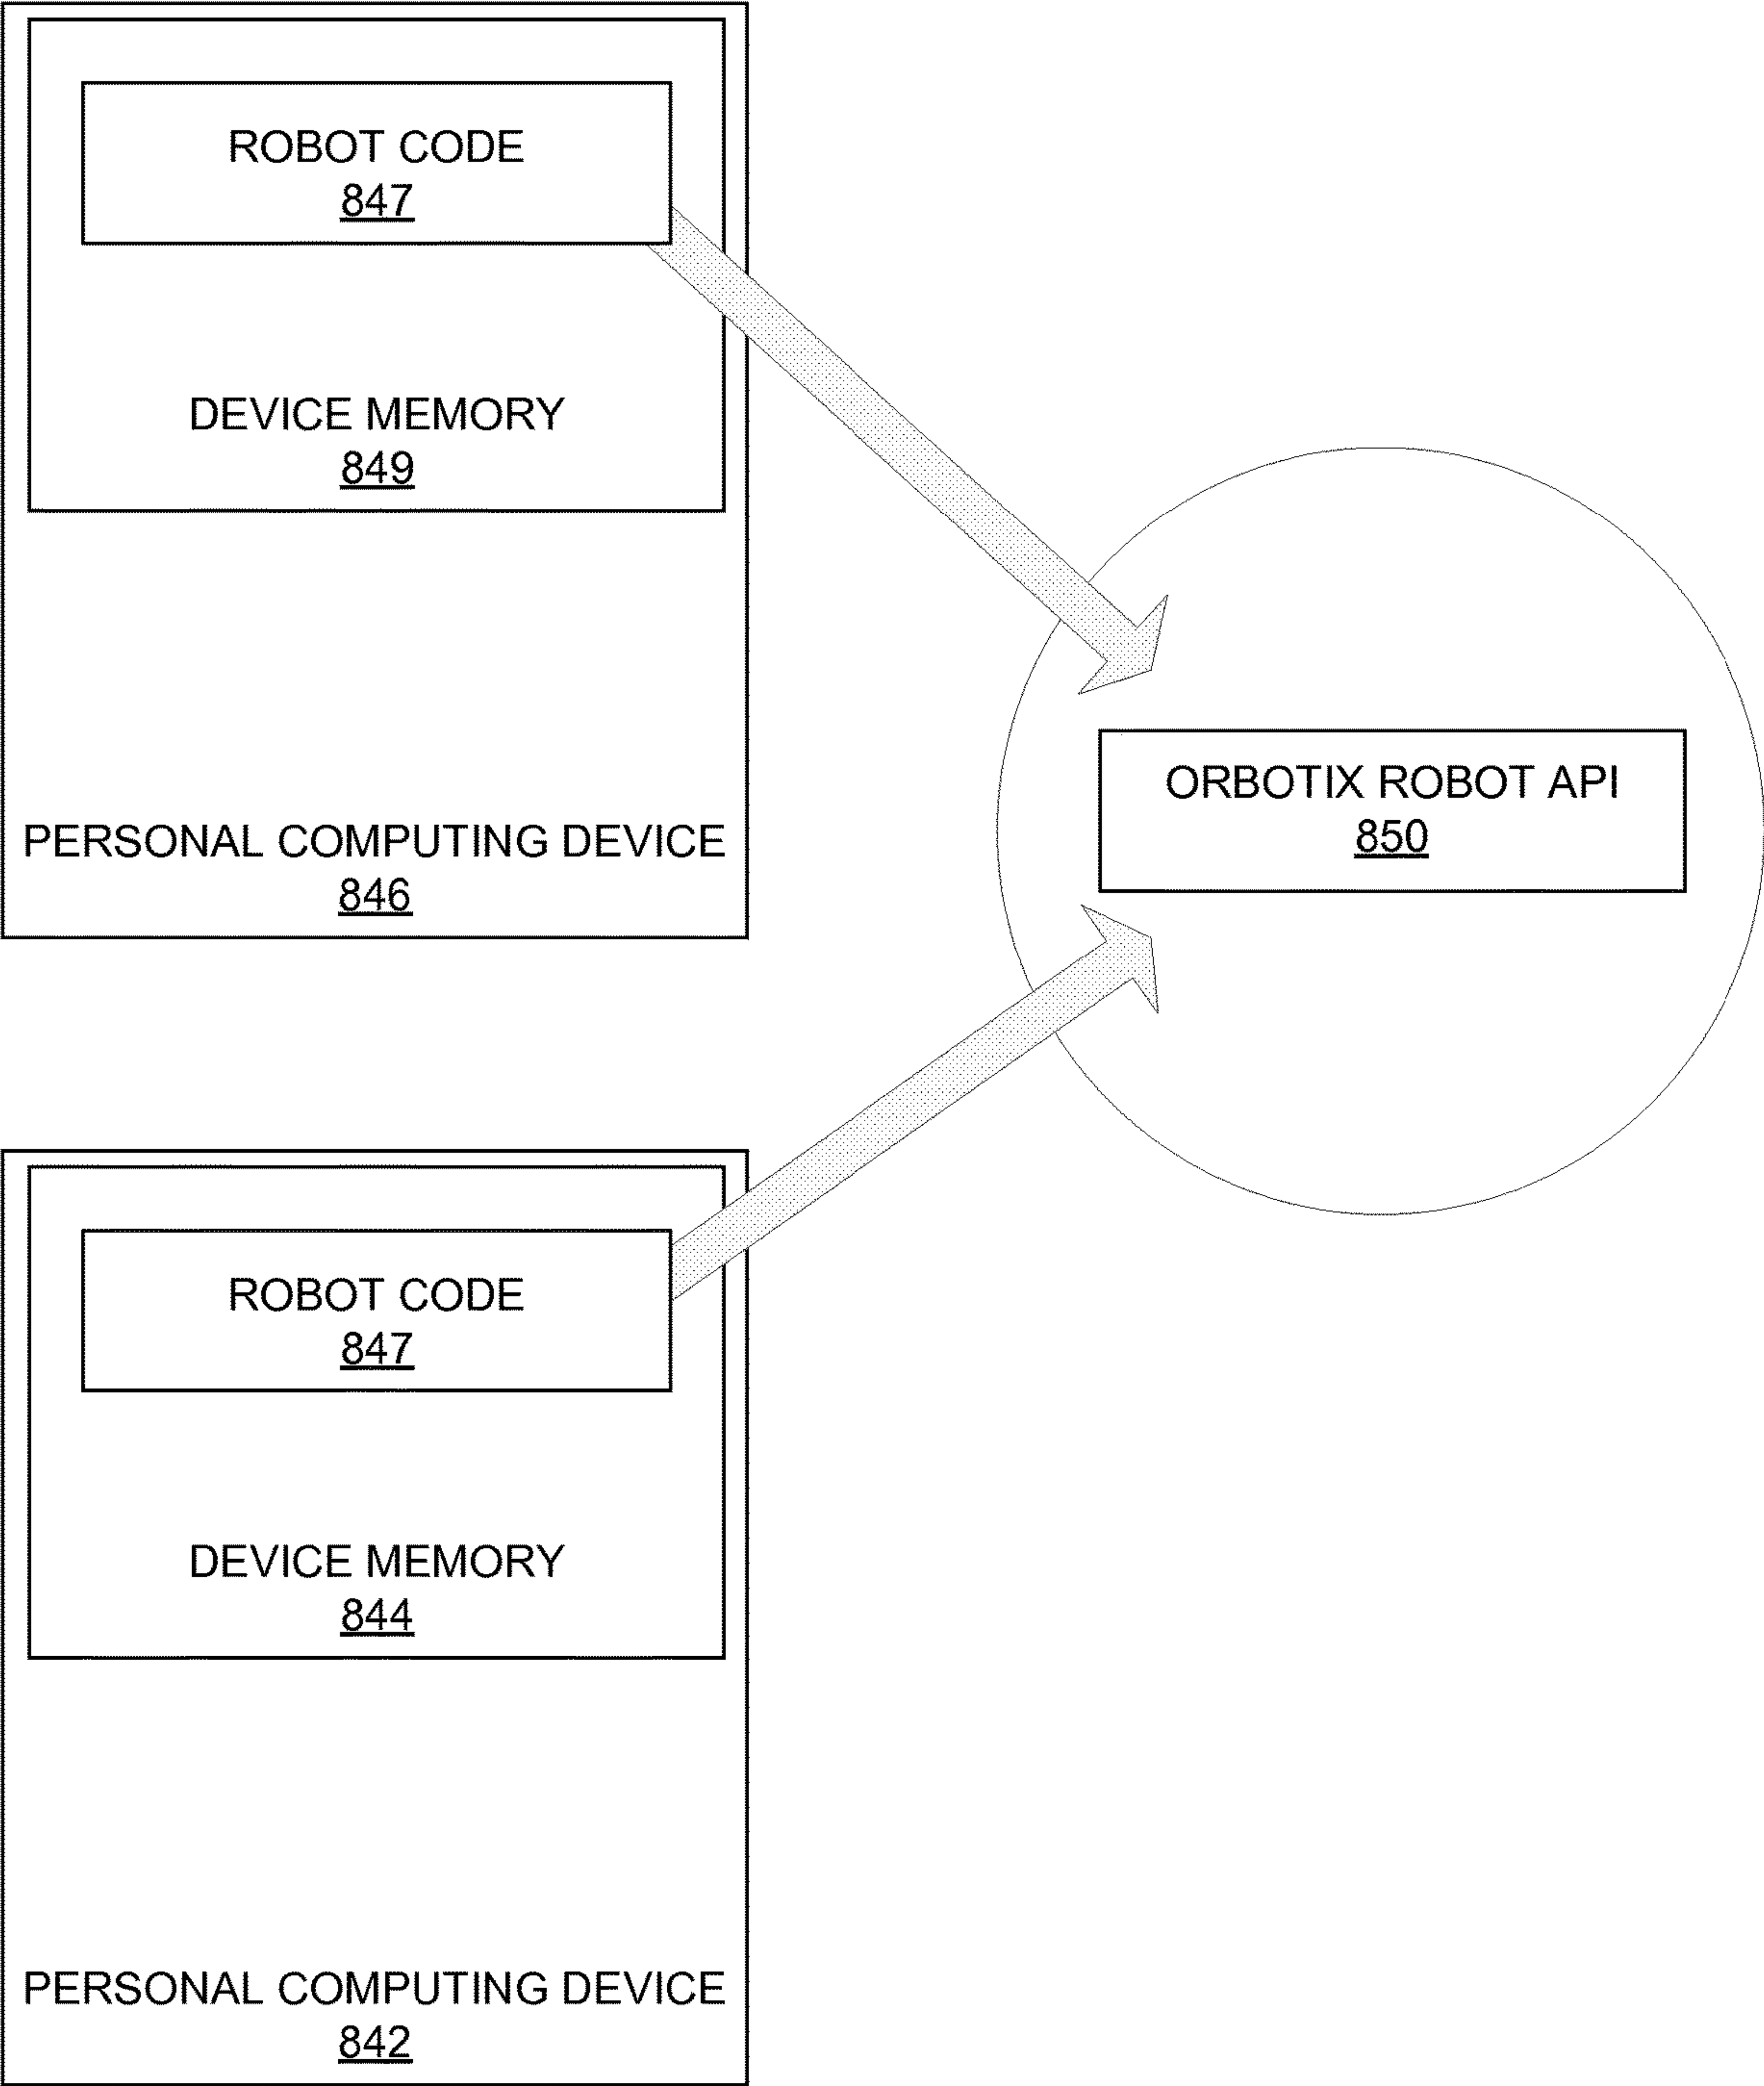 ROBOT CODE
847
DEVICE MEMORY
849
PERSONAL COMPUTING DEVICE
846
ORBOTIX ROBOT API
850
ROBOT CODE
847
DEVICE MEMORY
844
PERSONAL COMPUTING DEVICE
842